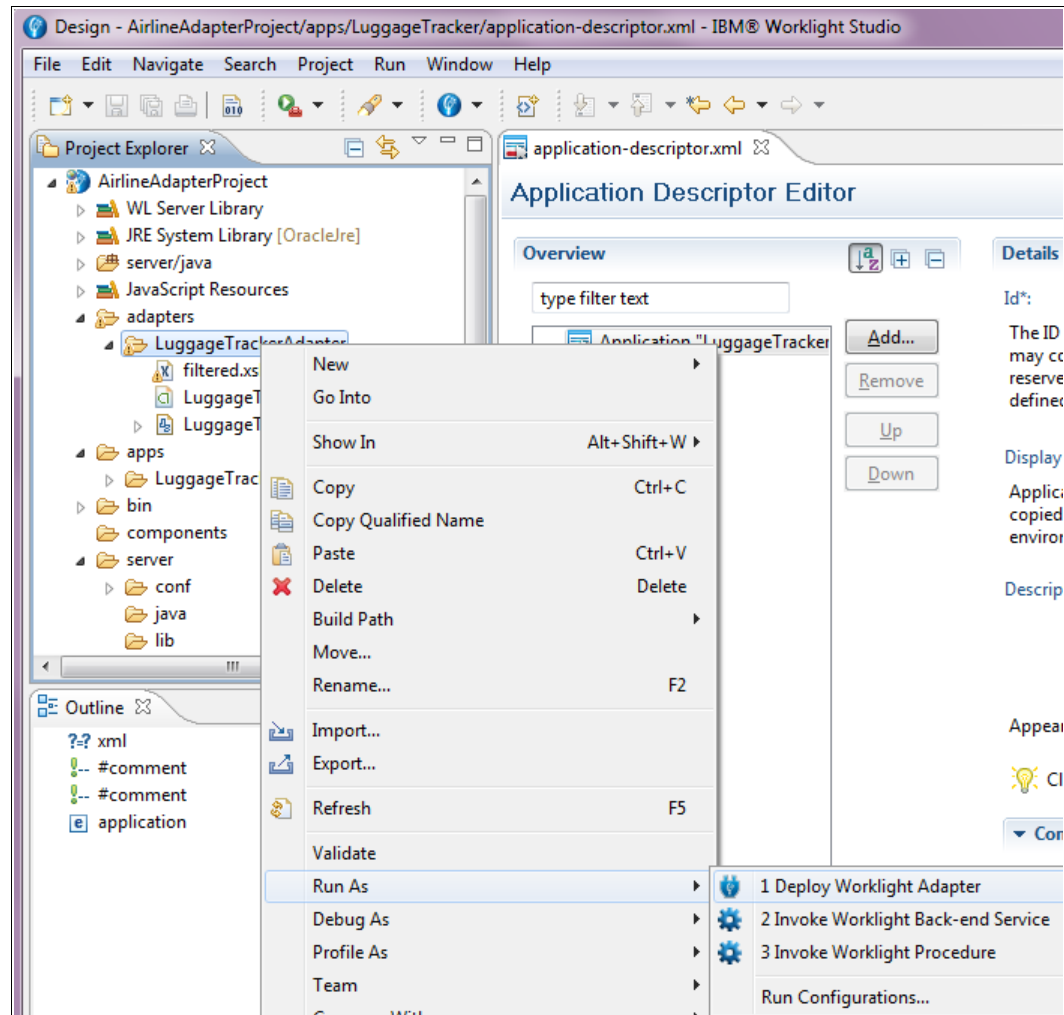 Design - AirlineAdapterProject/apps/LuggageTracker/application-descriptor.xml - IBM® Worklight Studio
File Edit Navigate Search Project Run Window Help
010
Project Explorer
application-descriptor.xml
AirlineAdapterProject
WL Server Library
JRE System Library [OracleJre]
server/java
JavaScript Resources
adapters
LuggageTrackerAdapter
filtered.xs
LuggageT
LuggageT
apps
LuggageTrac
bin
components
server
conf
java
lib
Application Descriptor Editor
Overview
type filter text
Application "LuggageTracker
Add...
Remove
Up
Down
Details
Id*:
The ID
may co
reserve
defined
Display
Applica
copied
enviro
Descrip
Appear
Cl
Con
Outline
?=? xml
#comment
#comment
e application
New
Go Into
Show In Alt+Shift+W
Copy Ctrl+C
Copy Qualified Name
Paste Ctrl+V
Delete Delete
Build Path
Move...
Rename... F2
Import...
Export...
Refresh F5
Validate
Run As
Debug As
Profile As
Team
1 Deploy Worklight Adapter
2 Invoke Worklight Back-end Service
3 Invoke Worklight Procedure
Run Configurations...